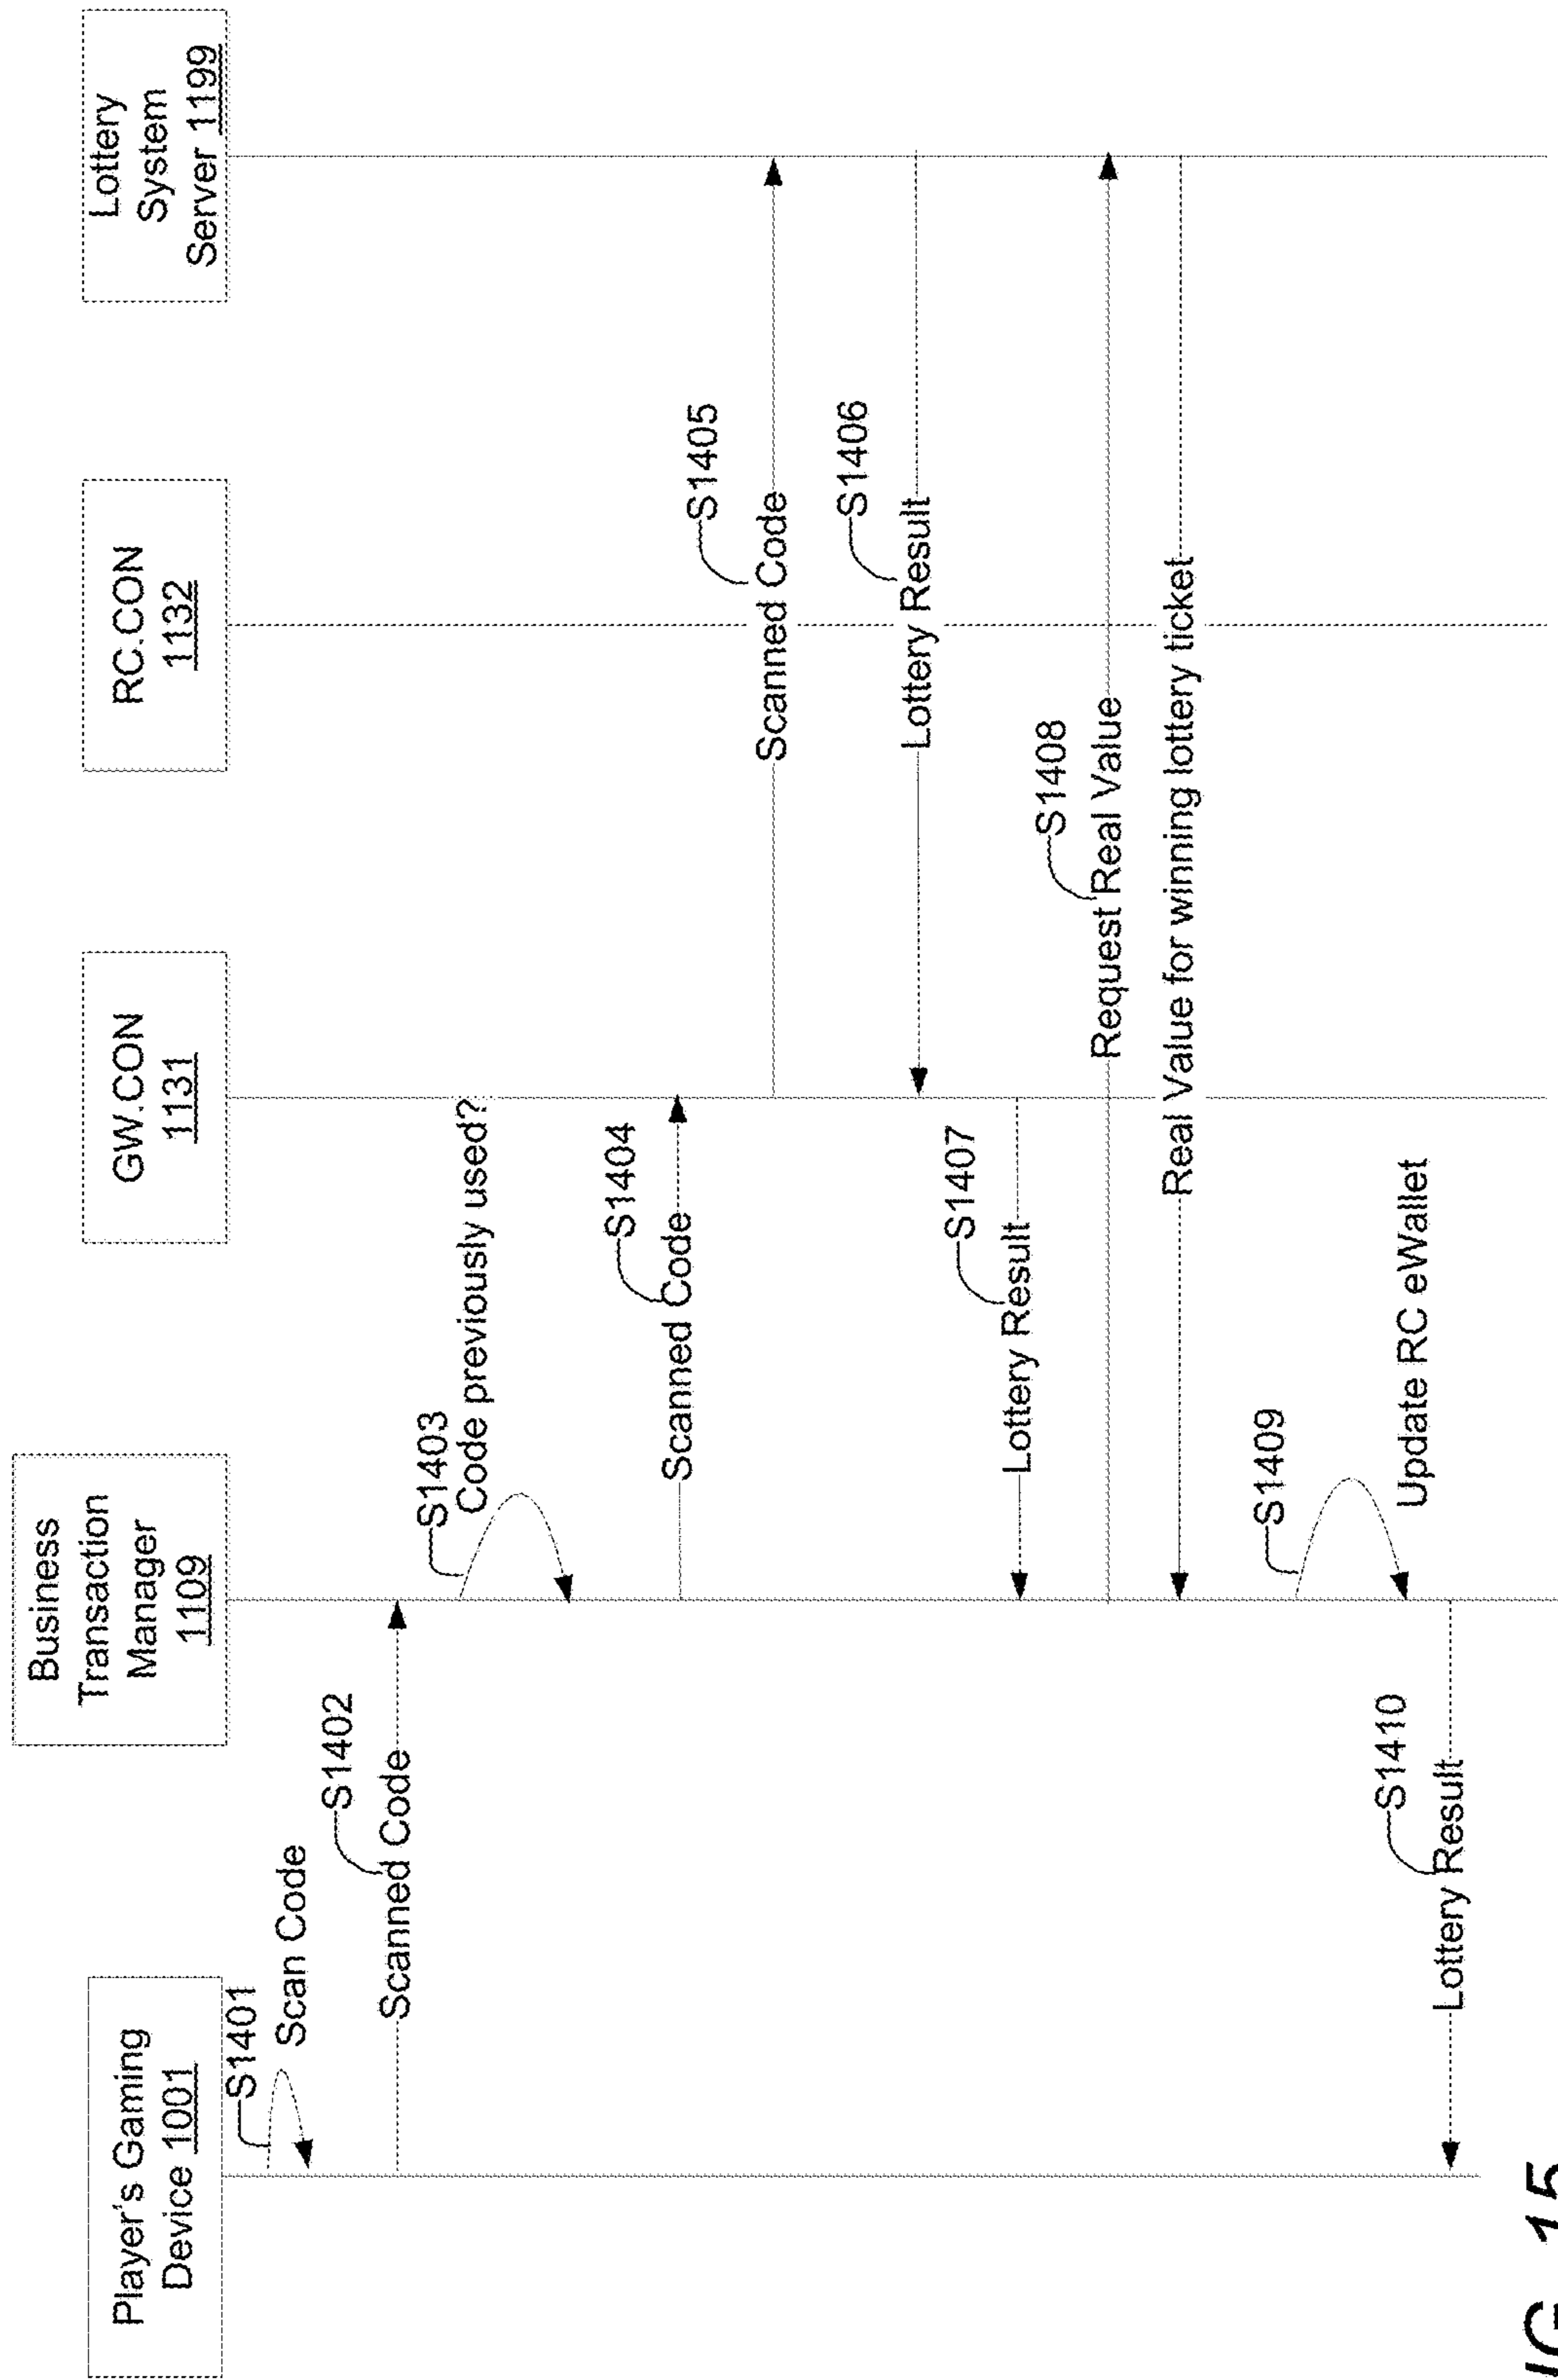 Player's Gaming
Device 1001
Business
Transaction
Manager
1109
GW.CON
1131
RC.CON
1132
Lottery
System
Server 1199
S1401
Scan Code
S1402
Scanned Code
S1403
Code previously used?
S1404
Scanned Code
S1405
Scanned Code
S1406
Lottery Result
S1407
Lottery Result
S1408
Request Real Value
Real Value for winning lottery ticket
S1409
Update RC eWallet
S1410
Lottery Result
IG. 15